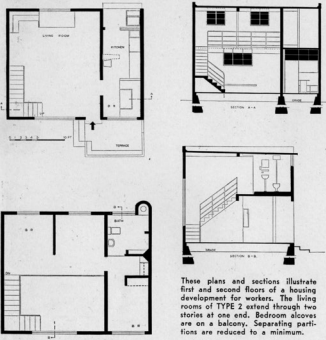 LIVING ROOM
KITCHEN
B R
TERRACE
SECTION A-A
BATH
B R
B R
SECTION B-B
These plans and sections illustrate
first and second floors of a housing
development for workers. The living
rooms of TYPE 2 extend through two
stories at one end. Bedroom alcoves
are on a balcony. Separating parti-
tions are reduced to a minimum.